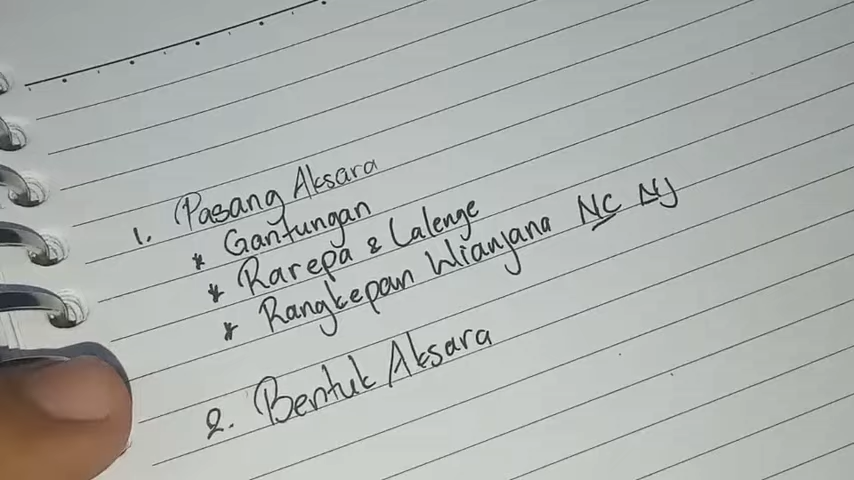 1. Pasang Aksara
* Gantungan
* Rarepa & Lalenge
* Rangkepan Wianjana NC NJ
2. Bentuk Aksara